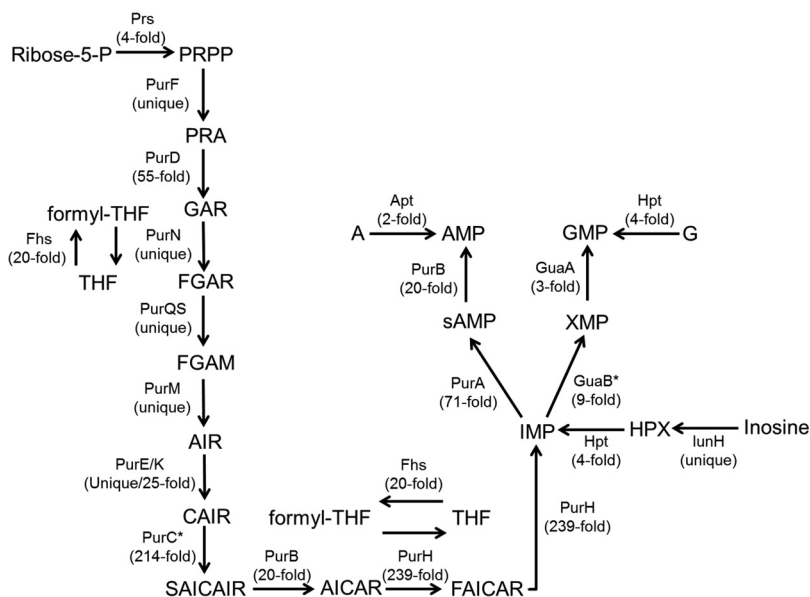 Prs
(4-fold)
Ribose-5-P
PRPP
PurF
(unique)
PRA
PurD
(55-fold)
GAR
formyl-THF
Fhs
(20-fold)
THF
PurN
(unique)
FGAR
PurQS
(unique)
FGAM
PurM
(unique)
AIR
PurE/K
(Unique/25-fold)
CAIR
PurC*
(214-fold)
SAICAIR
PurB
(20-fold)
AICAR
PurH
(239-fold)
FAICAR
Fhs
(20-fold)
formyl-THF
THF
PurH
(239-fold)
IMP
Hpt
(4-fold)
HPX
IunH
(unique)
Inosine
PurA
(71-fold)
sAMP
PurB
(20-fold)
AMP
Apt
(2-fold)
A
GuaB*
(9-fold)
XMP
GuaA
(3-fold)
GMP
Hpt
(4-fold)
G